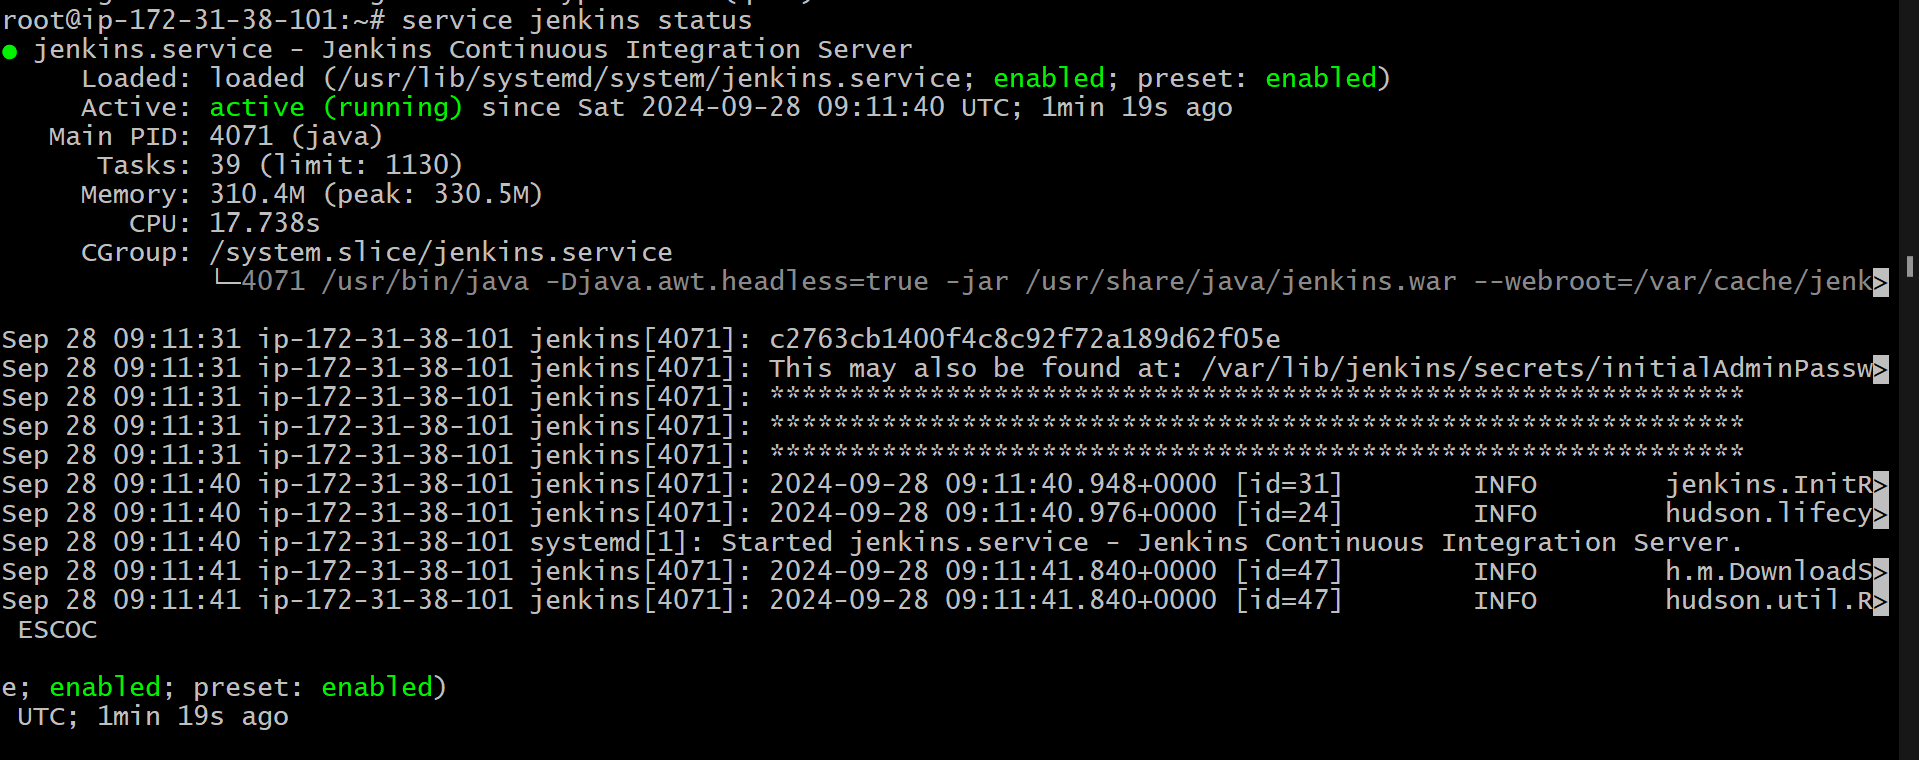 root@ip-172-31-38-101:~# service jenkins status
● jenkins.service - Jenkins Continuous Integration Server
     Loaded: loaded (/usr/lib/systemd/system/jenkins.service; enabled; preset: enabled)
     Active: active (running) since Sat 2024-09-28 09:11:40 UTC; 1min 19s ago
   Main PID: 4071 (java)
      Tasks: 39 (limit: 1130)
     Memory: 310.4M (peak: 330.5M)
        CPU: 17.738s
     CGroup: /system.slice/jenkins.service
             └─4071 /usr/bin/java -Djava.awt.headless=true -jar /usr/share/java/jenkins.war --webroot=/var/cache/jenk>
Sep 28 09:11:31 ip-172-31-38-101 jenkins[4071]: c2763cb1400f4c8c92f72a189d62f05e
Sep 28 09:11:31 ip-172-31-38-101 jenkins[4071]: This may also be found at: /var/lib/jenkins/secrets/initialAdminPassw>
Sep 28 09:11:31 ip-172-31-38-101 jenkins[4071]: *************************************************************
Sep 28 09:11:31 ip-172-31-38-101 jenkins[4071]: *************************************************************
Sep 28 09:11:31 ip-172-31-38-101 jenkins[4071]: *************************************************************
Sep 28 09:11:40 ip-172-31-38-101 jenkins[4071]: 2024-09-28 09:11:40.948+0000 [id=31]        INFO        jenkins.InitR>
Sep 28 09:11:40 ip-172-31-38-101 jenkins[4071]: 2024-09-28 09:11:40.976+0000 [id=24]        INFO        hudson.lifecy>
Sep 28 09:11:40 ip-172-31-38-101 systemd[1]: Started jenkins.service - Jenkins Continuous Integration Server.
Sep 28 09:11:41 ip-172-31-38-101 jenkins[4071]: 2024-09-28 09:11:41.840+0000 [id=47]        INFO        h.m.DownloadS>
Sep 28 09:11:41 ip-172-31-38-101 jenkins[4071]: 2024-09-28 09:11:41.840+0000 [id=47]        INFO        hudson.util.R>
 ESCOC
e; enabled; preset: enabled)
 UTC; 1min 19s ago